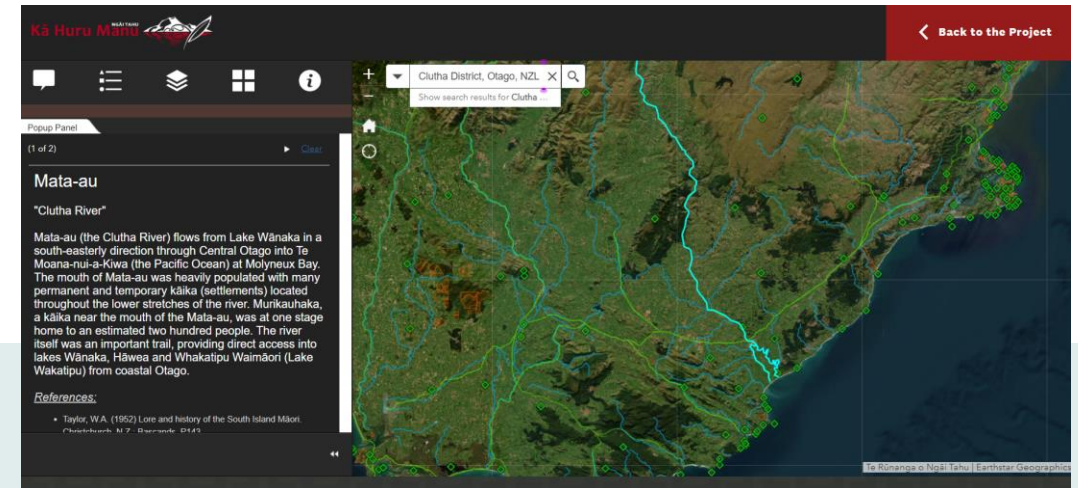 Kā Huru Manu
NGĀI TAHU
Back to the Project
Clutha District, Otago, NZL
Show search results for Clutha ...
Popup Panel
(1 of 2)
Clear
Mata-au
"Clutha River"
Mata-au (the Clutha River) flows from Lake Wānaka in a
south-easterly direction through Central Otago into Te
Moana-nui-a-Kiwa (the Pacific Ocean) at Molyneux Bay.
The mouth of Mata-au was heavily populated with many
permanent and temporary kāika (settlements) located
throughout the lower stretches of the river. Murikauhaka,
a kāika near the mouth of the Mata-au, was at one stage
home to an estimated two hundred people. The river
itself was an important trail, providing direct access into
lakes Wānaka, Hāwea and Whakatipu Waimāori (Lake
Wakatipu) from coastal Otago.
References:
• Taylor, W.A. (1952) Lore and history of the South Island Māori.
Christchurch, N.Z.: Bascands. P143
Te Rūnanga o Ngāi Tahu | Earthstar Geographics